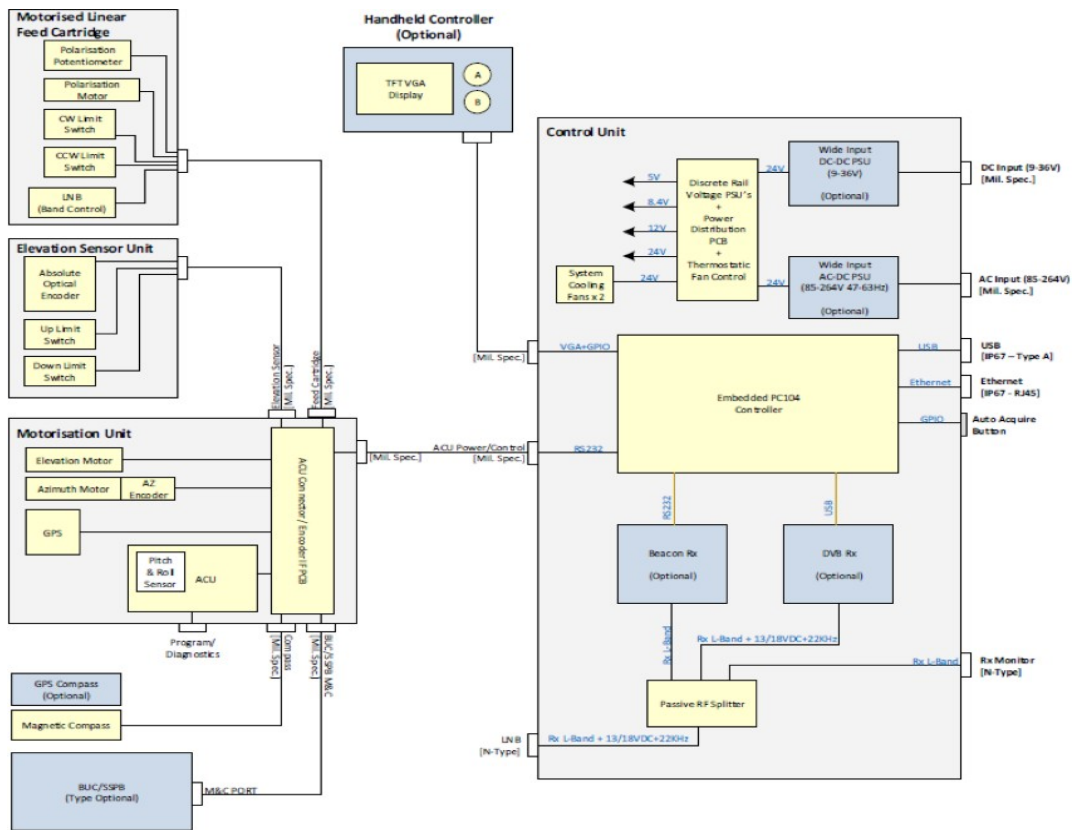 Motorised Linear
Feed Cartridge
Polarisation
Potentiometer
Polarisation
Motor
CW Limit
Switch
CCW Limit
Switch
LNB
(Band Control)
Elevation Sensor Unit
Absolute
Optical
Encoder
Up Limit
Switch
Down Limit
Switch
Elevation Sensor
[Mil. Spec.]
Feed Cartridge
[Mil. Spec.]
Motorisation Unit
Elevation Motor
Azimuth Motor
AZ
Encoder
GPS
Pitch
& Roll
Sensor
ACU
ACU Connector / Encoder IF PCB
[Mil. Spec.]
Program/
Diagnostics
Compass
[Mil. Spec.]
BUC/SSPB M&C
[Mil. Spec.]
GPS Compass
(Optional)
Magnetic Compass
BUC/SSPB
(Type Optional)
M&C PORT
Handheld Controller
(Optional)
TFT VGA
Display
A
B
Control Unit
5V
8.4V
12V
24V
24V
System
Cooling
Fans x 2
Discrete Rail
Voltage PSU's
+
Power
Distribution
PCB
+
Thermostatic
Fan Control
24V
Wide Input
DC-DC PSU
(9-36V)
(Optional)
DC Input (9-36V)
[Mil. Spec.]
24V
Wide Input
AC-DC PSU
(85-264V 47-63Hz)
(Optional)
AC Input (85-264V)
[Mil. Spec.]
[Mil. Spec.]
VGA+GPIO
ACU Power/Control
[Mil. Spec.]
RS232
Embedded PC104
Controller
USB
USB
[IP67 – Type A]
Ethernet
Ethernet
[IP67 - RJ45]
GPIO
Auto Acquire
Button
RS232
USB
Beacon Rx
(Optional)
DVB Rx
(Optional)
Rx L-Band
Rx L-Band + 13/18VDC+22KHz
Rx L-Band
Rx Monitor
[N-Type]
Passive RF Splitter
LNB
[N-Type]
Rx L-Band + 13/18VDC+22KHz